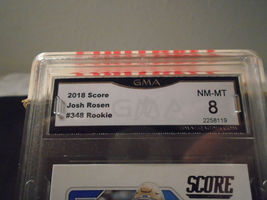 GMA
2018 Score
NM-MT
Josh Rosen
8
#348 Rookie
2258119
SCORE